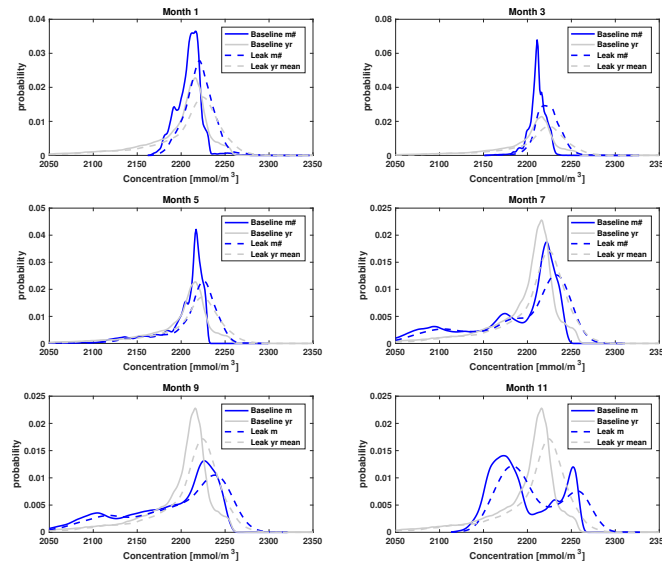 Month 1
0.04
0.03
0.02
0.01
0
probability
2050 2100 2150 2200 2250 2300 2350
Concentration [mmol/m³]
Baseline m#
Baseline yr
Leak m#
Leak yr mean
Month 3
0.08
0.06
0.04
0.02
0
probability
2050 2100 2150 2200 2250 2300 2350
Concentration [mmol/m³]
Baseline m#
Baseline yr
Leak m#
Leak yr mean
Month 5
0.05
0.04
0.03
0.02
0.01
0
probability
2050 2100 2150 2200 2250 2300 2350
Concentration [mmol/m³]
Baseline m#
Baseline yr
Leak m#
Leak yr mean
Month 7
0.025
0.02
0.015
0.01
0.005
0
probability
2050 2100 2150 2200 2250 2300 2350
Concentration [mmol/m³]
Baseline m#
Baseline yr
Leak m#
Leak yr mean
Month 9
0.025
0.02
0.015
0.01
0.005
0
probability
2050 2100 2150 2200 2250 2300 2350
Concentration [mmol/m³]
Baseline m
Baseline yr
Leak m
Leak yr mean
Month 11
0.025
0.02
0.015
0.01
0.005
0
probability
2050 2100 2150 2200 2250 2300 2350
Concentration [mmol/m³]
Baseline m
Baseline yr
Leak m
Leak yr mean